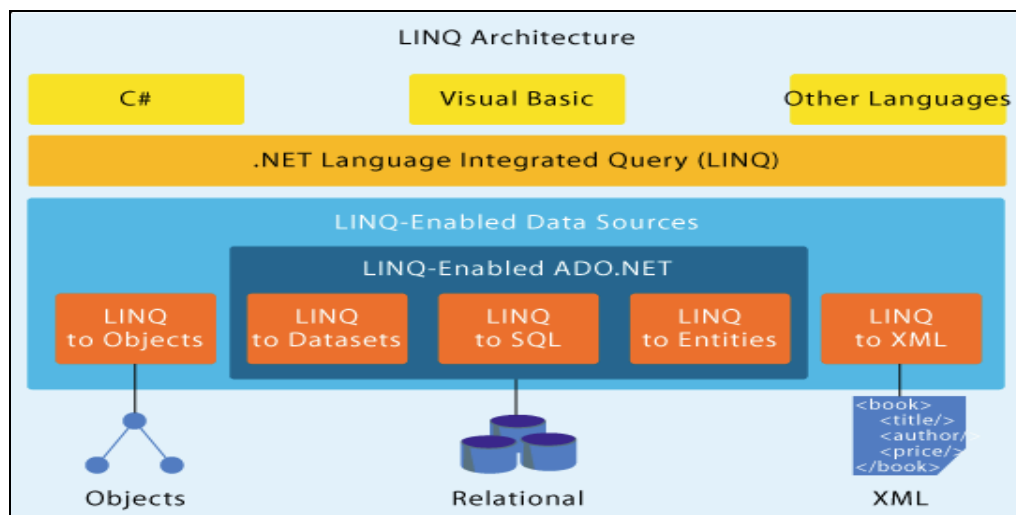 LINQ Architecture
C#
Visual Basic
Other Languages
.NET Language Integrated Query (LINQ)
LINQ-Enabled Data Sources
LINQ-Enabled ADO.NET
LINQ
to Objects
LINQ
to Datasets
LINQ
to SQL
LINQ
to Entities
LINQ
to XML
<book>
<title/>
<author/>
<price/>
</book>
Objects
Relational
XML